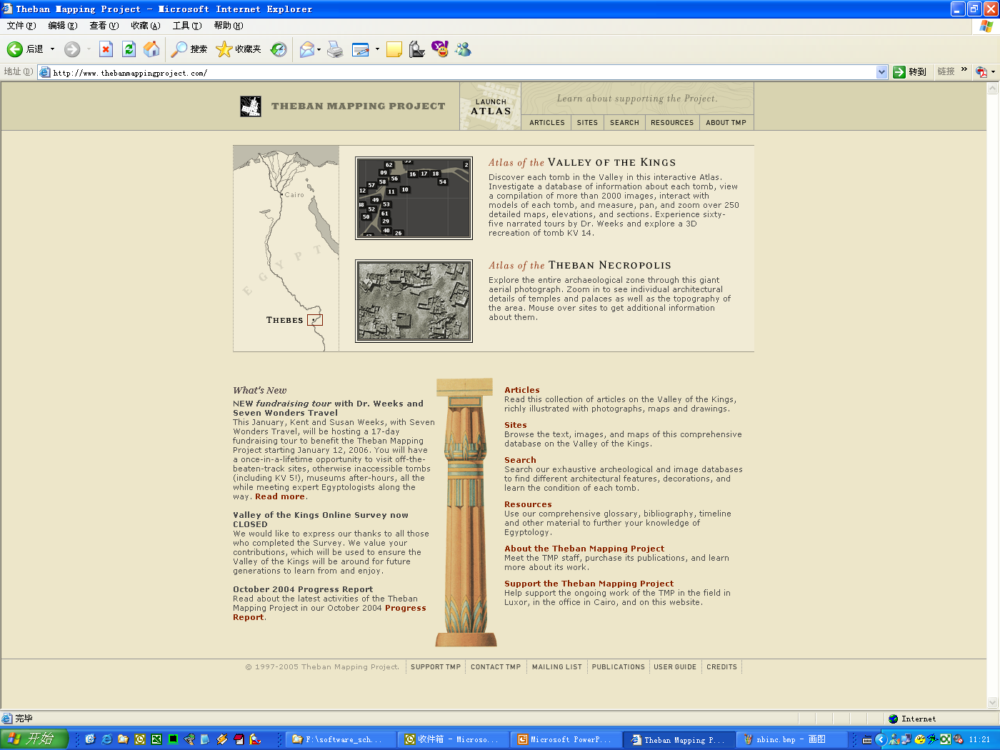 Theban Mapping Project - Microsoft Internet Explorer
文件(F) 编辑(E) 查看(V) 收藏(A) 工具(T) 帮助(H)
后退 搜索 收藏夹
地址(D) http://www.thebanmappingproject.com/ 转到 链接 »
THEBAN MAPPING PROJECT
LAUNCH
ATLAS
Learn about supporting the Project.
ARTICLES SITES SEARCH RESOURCES ABOUT TMP
Cairo
EGYPT
THEBES
62 2
09 16 17 18
58 56 54
57
12 11 10
49 53
52
50 61
29
40 26
Atlas of the VALLEY OF THE KINGS
Discover each tomb in the Valley in this interactive Atlas.
Investigate a database of information about each tomb, view
a compilation of more than 2000 images, interact with
models of each tomb, and measure, pan, and zoom over 250
detailed maps, elevations, and sections. Experience sixty-
five narrated tours by Dr. Weeks and explore a 3D
recreation of tomb KV 14.
Atlas of the THEBAN NECROPOLIS
Explore the entire archaeological zone through this giant
aerial photograph. Zoom in to see individual architectural
details of temples and palaces as well as the topography of
the area. Mouse over sites to get additional information
about them.
What's New
NEW fundraising tour with Dr. Weeks and
Seven Wonders Travel
This January, Kent and Susan Weeks, with Seven
Wonders Travel, will be hosting a 17-day
fundraising tour to benefit the Theban Mapping
Project starting January 12, 2006. You will have
a once-in-a-lifetime opportunity to visit off-the-
beaten-track sites, otherwise inaccessible tombs
(including KV 5!), museums after-hours, all the
while meeting expert Egyptologists along the
way. Read more.
Valley of the Kings Online Survey now
CLOSED
We would like to express our thanks to all those
who completed the Survey. We value your
contributions, which will be used to ensure the
Valley of the Kings will be around for future
generations to learn from and enjoy.
October 2004 Progress Report
Read about the latest activities of the Theban
Mapping Project in our October 2004 Progress
Report.
Articles
Read this collection of articles on the Valley of the Kings,
richly illustrated with photographs, maps and drawings.
Sites
Browse the text, images, and maps of this comprehensive
database on the Valley of the Kings.
Search
Search our exhaustive archeological and image databases
to find different architectural features, decorations, and
learn the condition of each tomb.
Resources
Use our comprehensive glossary, bibliography, timeline
and other material to further your knowledge of
Egyptology.
About the Theban Mapping Project
Meet the TMP staff, purchase its publications, and learn
more about its work.
Support the Theban Mapping Project
Help support the ongoing work of the TMP in the field in
Luxor, in the office in Cairo, and on this website.
© 1997-2005 Theban Mapping Project. SUPPORT TMP CONTACT TMP MAILING LIST PUBLICATIONS USER GUIDE CREDITS
完毕 Internet
开始 F:\software_sch... 收件箱 - Microso... Microsoft PowerP... Theban Mapping P... nbinc.bmp - 画图 11:21